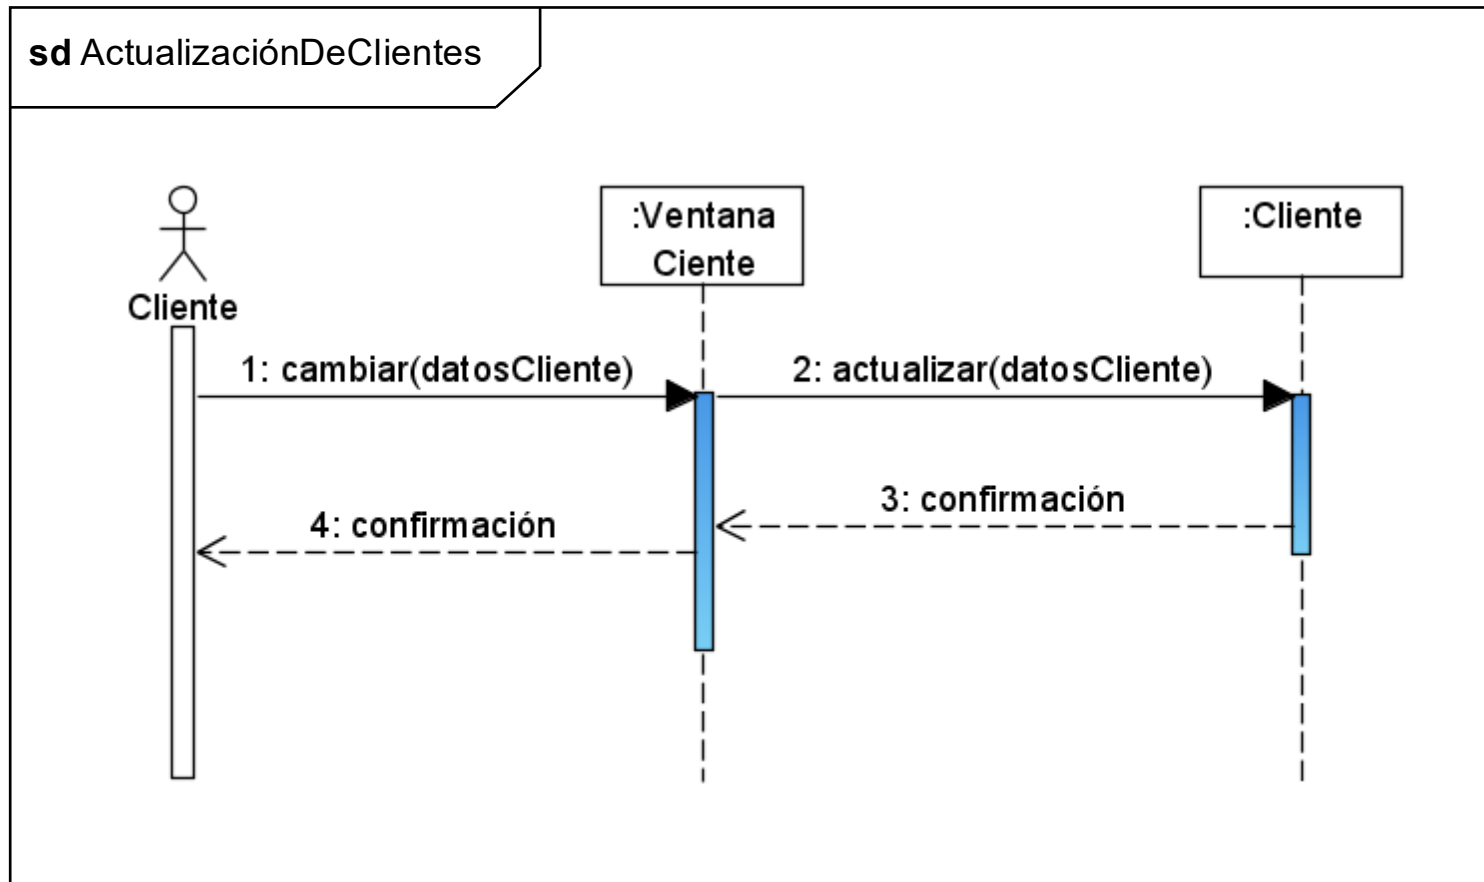 sd ActualizaciónDeClientes
:Ventana
Ciente
:Cliente
Cliente
1: cambiar(datosCliente)
2: actualizar(datosCliente)
3: confirmación
4: confirmación